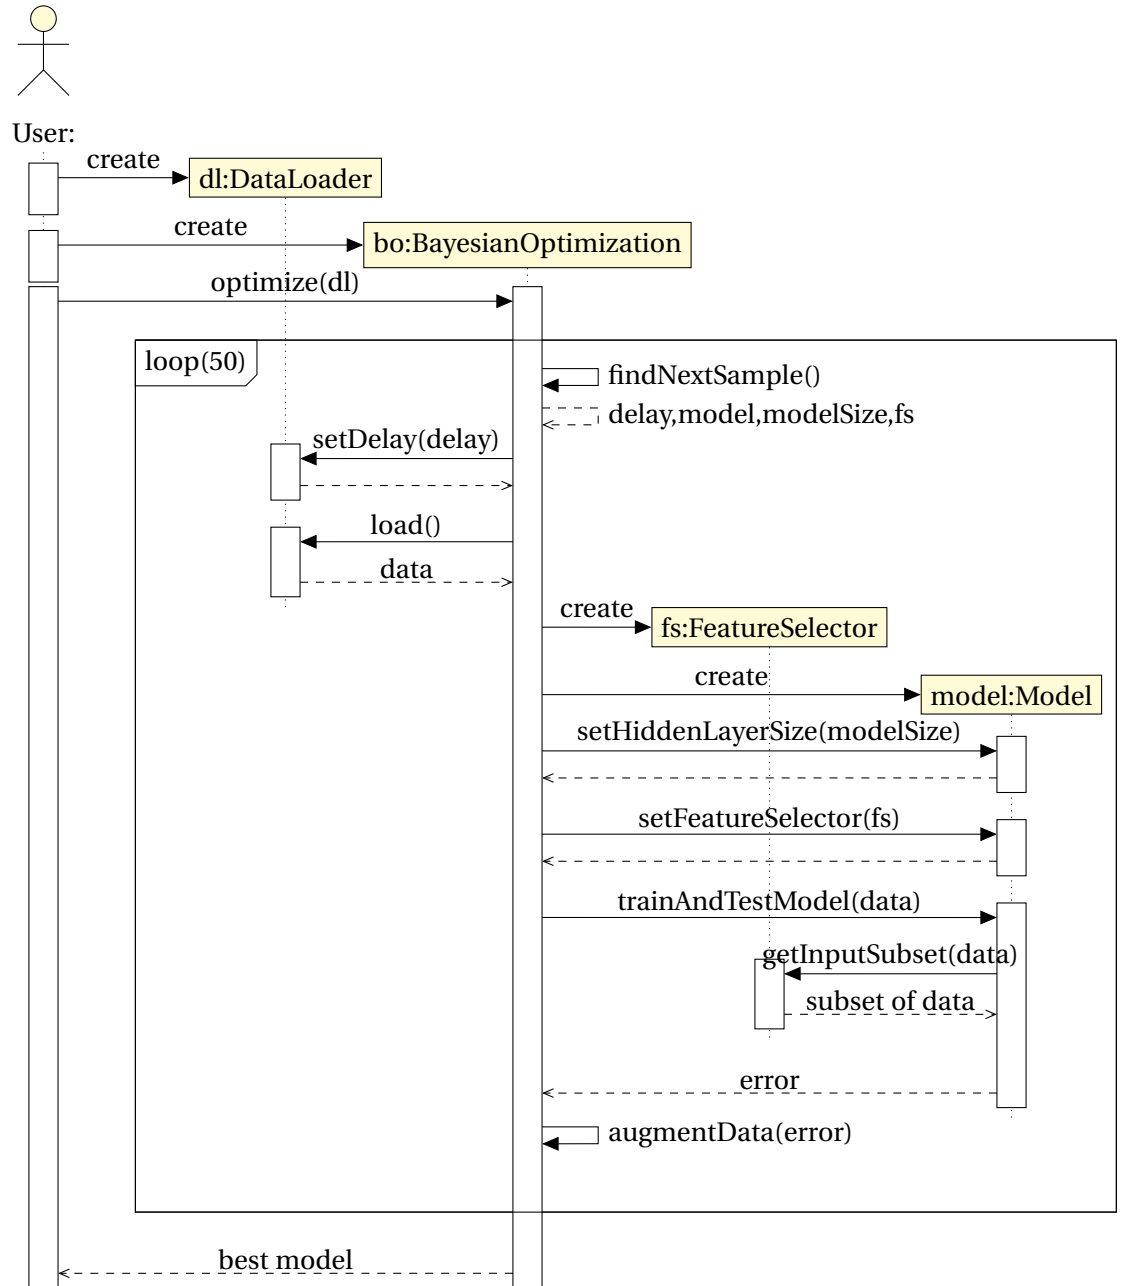 User:
create
dl:DataLoader
create
bo:BayesianOptimization
optimize(dl)
loop(50)
findNextSample()
delay,model,modelSize,fs
setDelay(delay)
load()
data
create
fs:FeatureSelector
create
model:Model
setHiddenLayerSize(modelSize)
setFeatureSelector(fs)
trainAndTestModel(data)
getInputSubset(data)
subset of data
error
augmentData(error)
best model